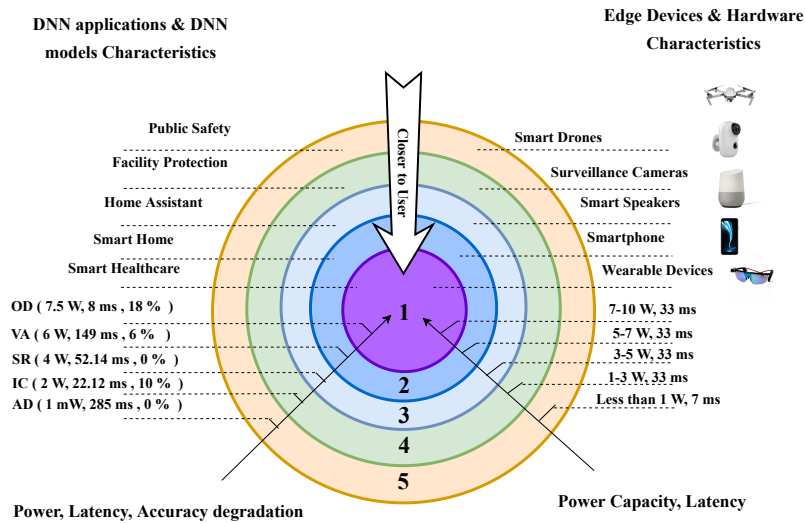 DNN applications & DNN
models Characteristics
Edge Devices & Hardware
Characteristics
Closer to User
Public Safety
Facility Protection
Home Assistant
Smart Home
Smart Healthcare
Smart Drones
Surveillance Cameras
Smart Speakers
Smartphone
Wearable Devices
OD ( 7.5 W, 8 ms , 18 % )
VA ( 6 W, 149 ms , 6 % )
SR ( 4 W, 52.14 ms , 0 % )
IC ( 2 W, 22.12 ms , 10 % )
AD ( 1 mW, 285 ms , 0 % )
7-10 W, 33 ms
5-7 W, 33 ms
3-5 W, 33 ms
1-3 W, 33 ms
Less than 1 W, 7 ms
1
2
3
4
5
Power, Latency, Accuracy degradation
Power Capacity, Latency